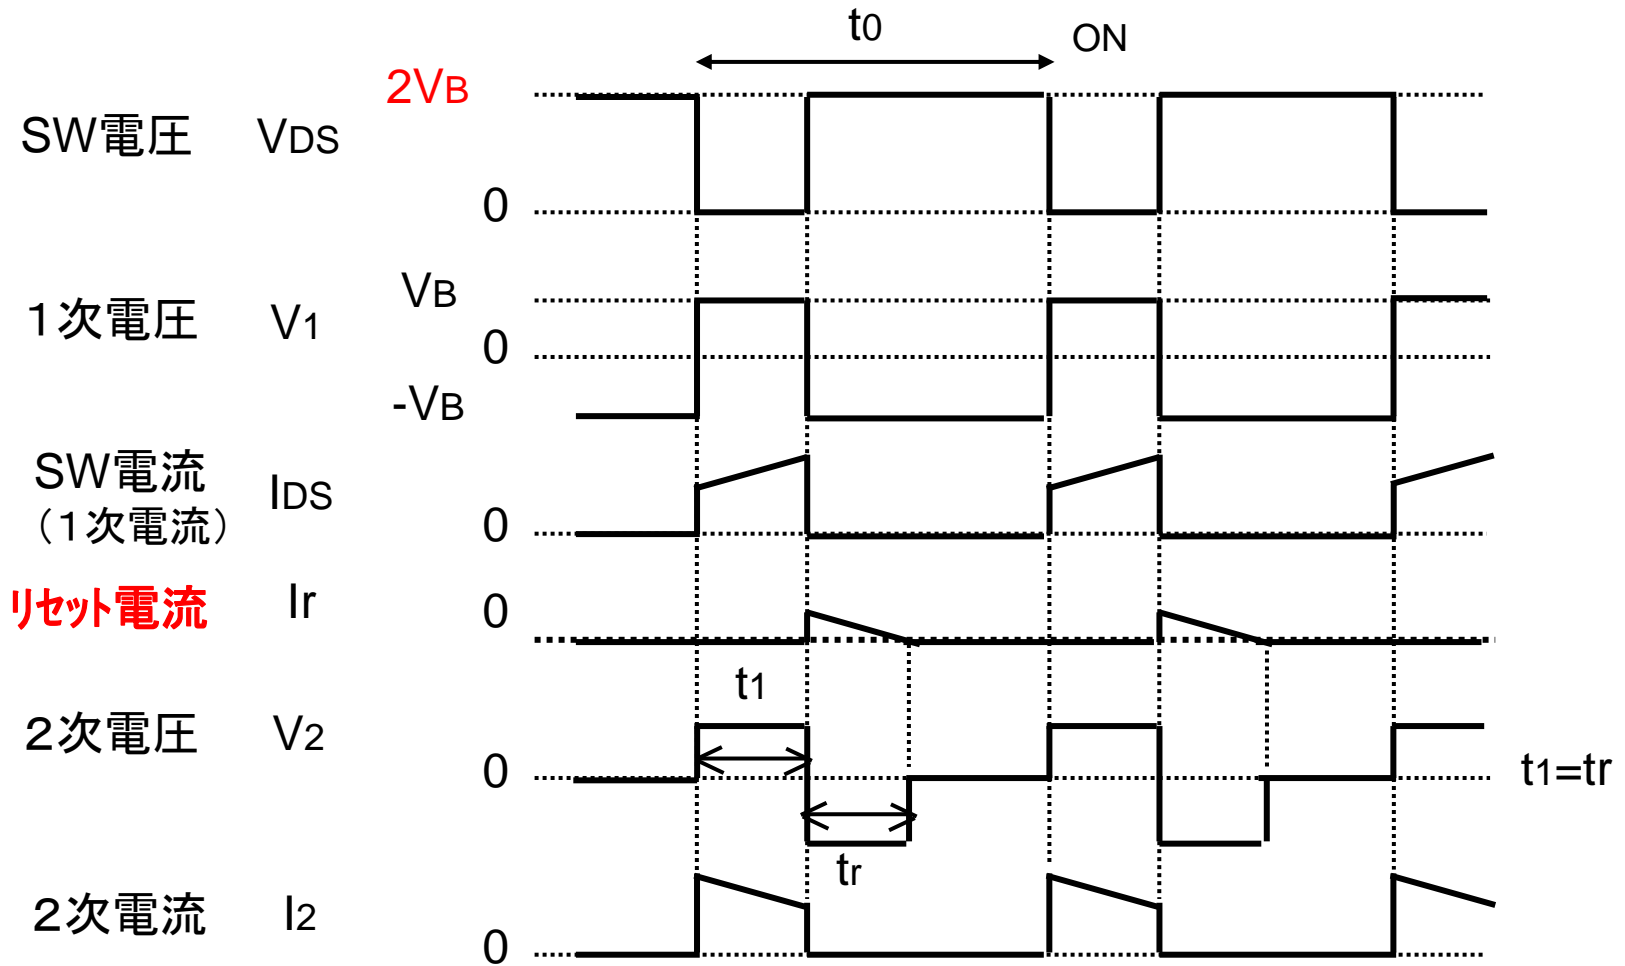 t0
ON
2VB
SW電圧 VDS
0
VB
1次電圧 V1
0
-VB
SW電流 IDS
（1次電流）
0
リセット電流 Ir
0
t1
2次電圧 V2
0
t1=tr
tr
2次電流 I2
0